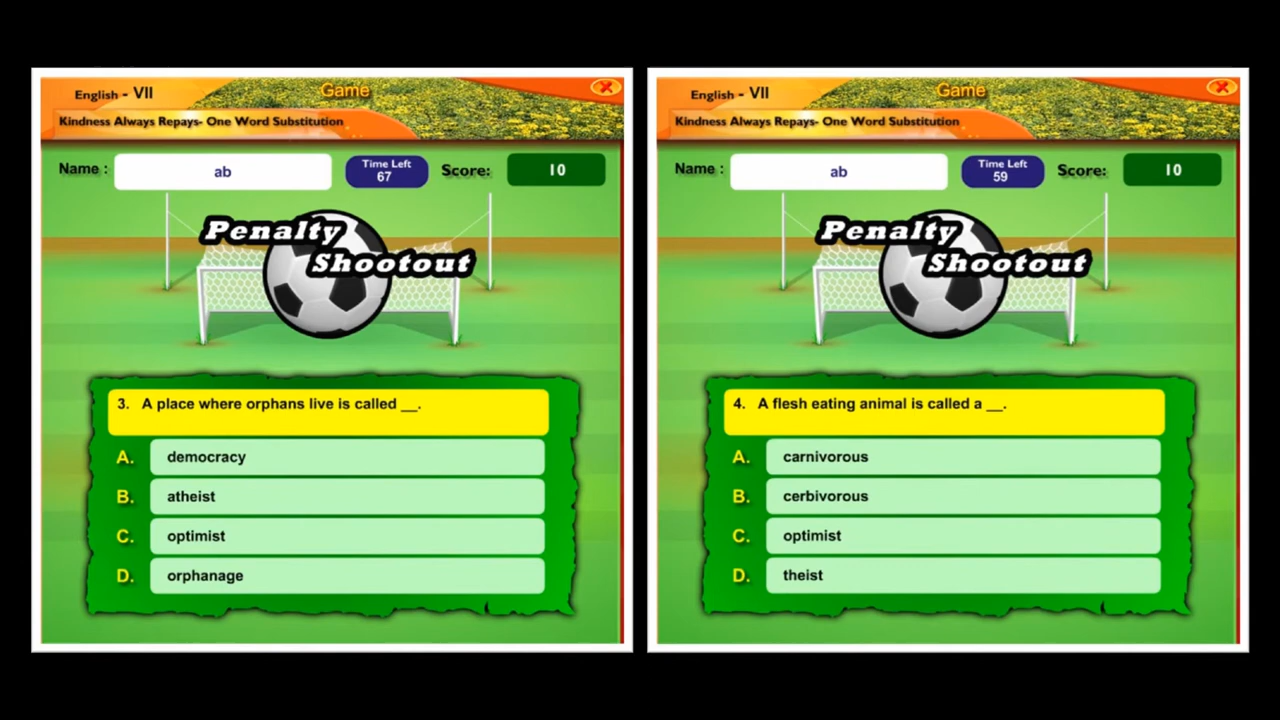 English - VII
Game
Kindness Always Repays- One Word Substitution
Name :
ab
Time Left
67
Score:
10
Penalty
Shootout
3. A place where orphans live is called __.
A. democracy
B. atheist
C. optimist
D. orphanage
English - VII
Game
Kindness Always Repays- One Word Substitution
Name :
ab
Time Left
59
Score:
10
Penalty
Shootout
4. A flesh eating animal is called a __.
A. carnivorous
B. cerbivorous
C. optimist
D. theist